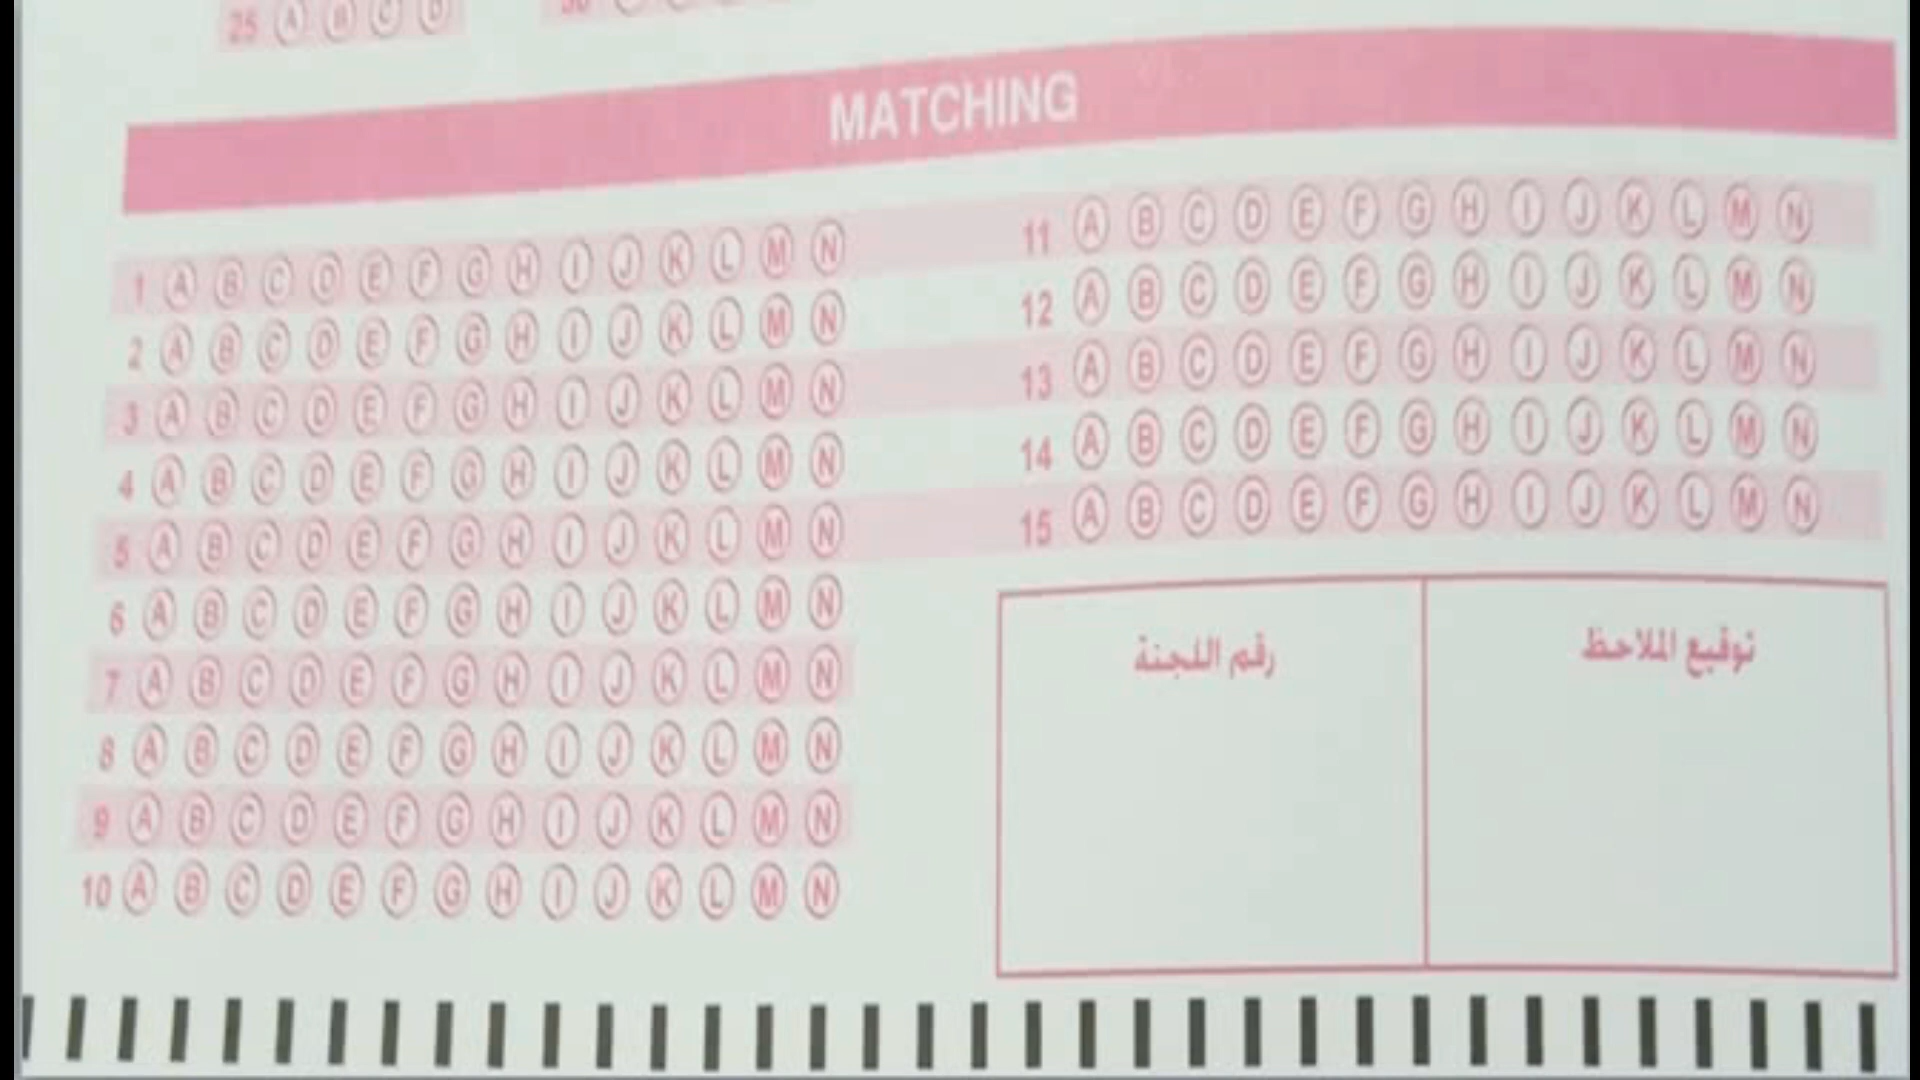 25 A B C D
MATCHING
1 A B C D E F G H I J K L M N
2 A B C D E F G H I J K L M N
3 A B C D E F G H I J K L M N
4 A B C D E F G H I J K L M N
5 A B C D E F G H I J K L M N
6 A B C D E F G H I J K L M N
7 A B C D E F G H I J K L M N
8 A B C D E F G H I J K L M N
9 A B C D E F G H I J K L M N
10 A B C D E F G H I J K L M N
11 A B C D E F G H I J K L M N
12 A B C D E F G H I J K L M N
13 A B C D E F G H I J K L M N
14 A B C D E F G H I J K L M N
15 A B C D E F G H I J K L M N
توقيع الملاحظ
رقم اللجنة